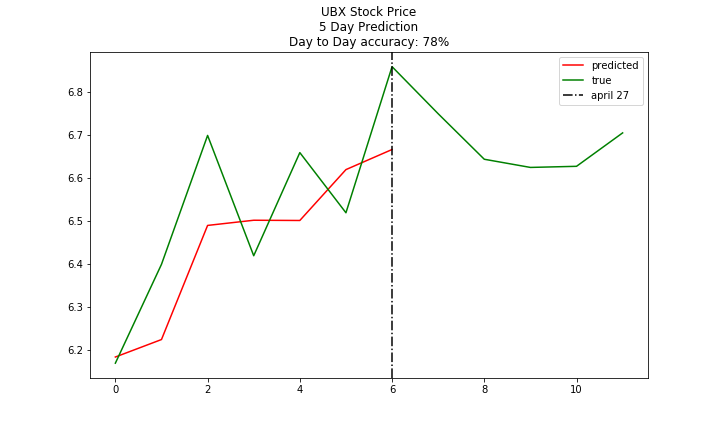 UBX Stock Price
5 Day Prediction
Day to Day accuracy: 78%
predicted
true
april 27
6.8
6.7
6.6
6.5
6.4
6.3
6.2
0 2 4 6 8 10